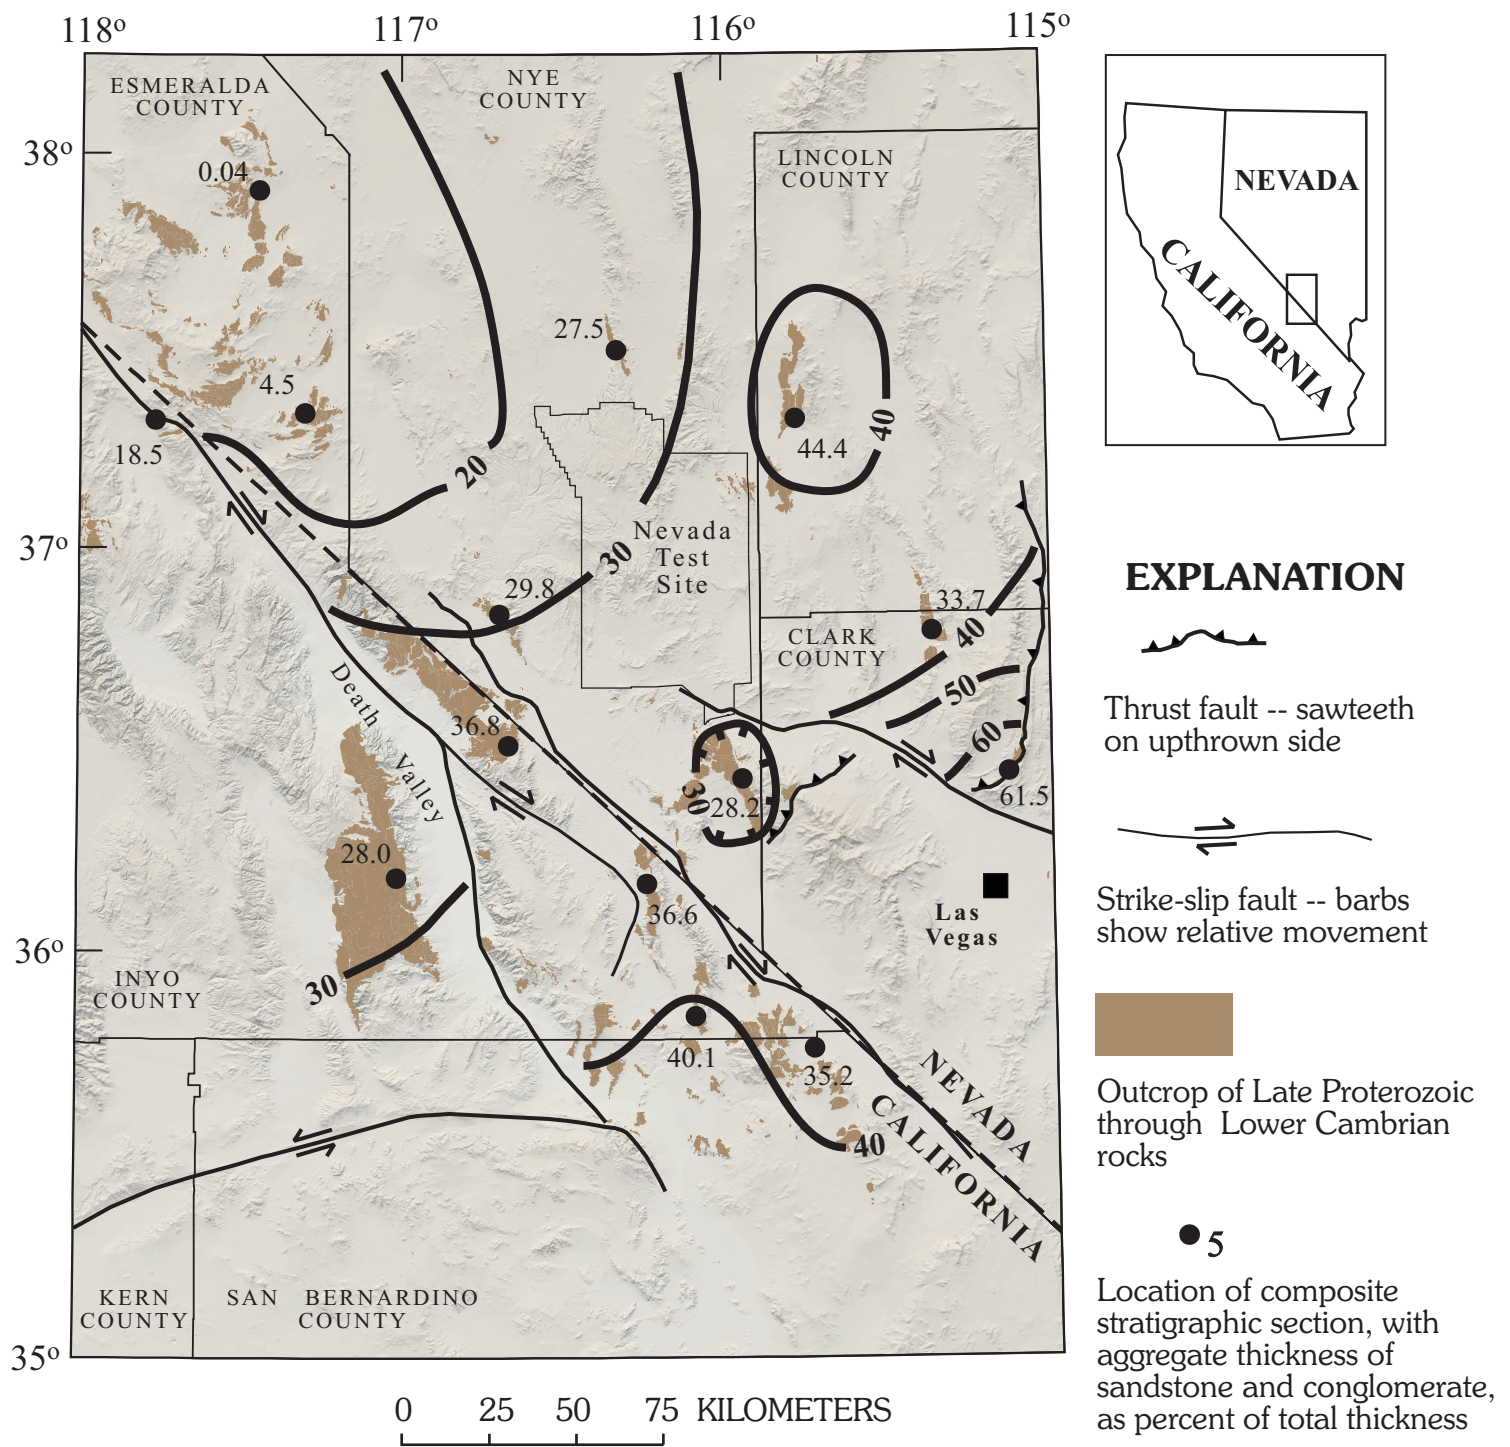 118º
117º
116º
115º
ESMERALDA
COUNTY
NYE
COUNTY
38º
LINCOLN
COUNTY
0.04
27.5
4.5
18.5
44.4
40
20
37º
Nevada
Test
Site
30
29.8
33.7
40
CLARK
COUNTY
50
60
Death
Valley
36.8
30
28.2
61.5
28.0
36.6
Las
Vegas
36º
INYO
COUNTY
30
40.1
35.2
40
NEVADA
CALIFORNIA
KERN
COUNTY
SAN BERNARDINO
COUNTY
35º
0 25 50 75 KILOMETERS
NEVADA
CALIFORNIA
EXPLANATION
Thrust fault -- sawteeth
on upthrown side
Strike-slip fault -- barbs
show relative movement
Outcrop of Late Proterozoic
through Lower Cambrian
rocks
5
Location of composite
stratigraphic section, with
aggregate thickness of
sandstone and conglomerate,
as percent of total thickness